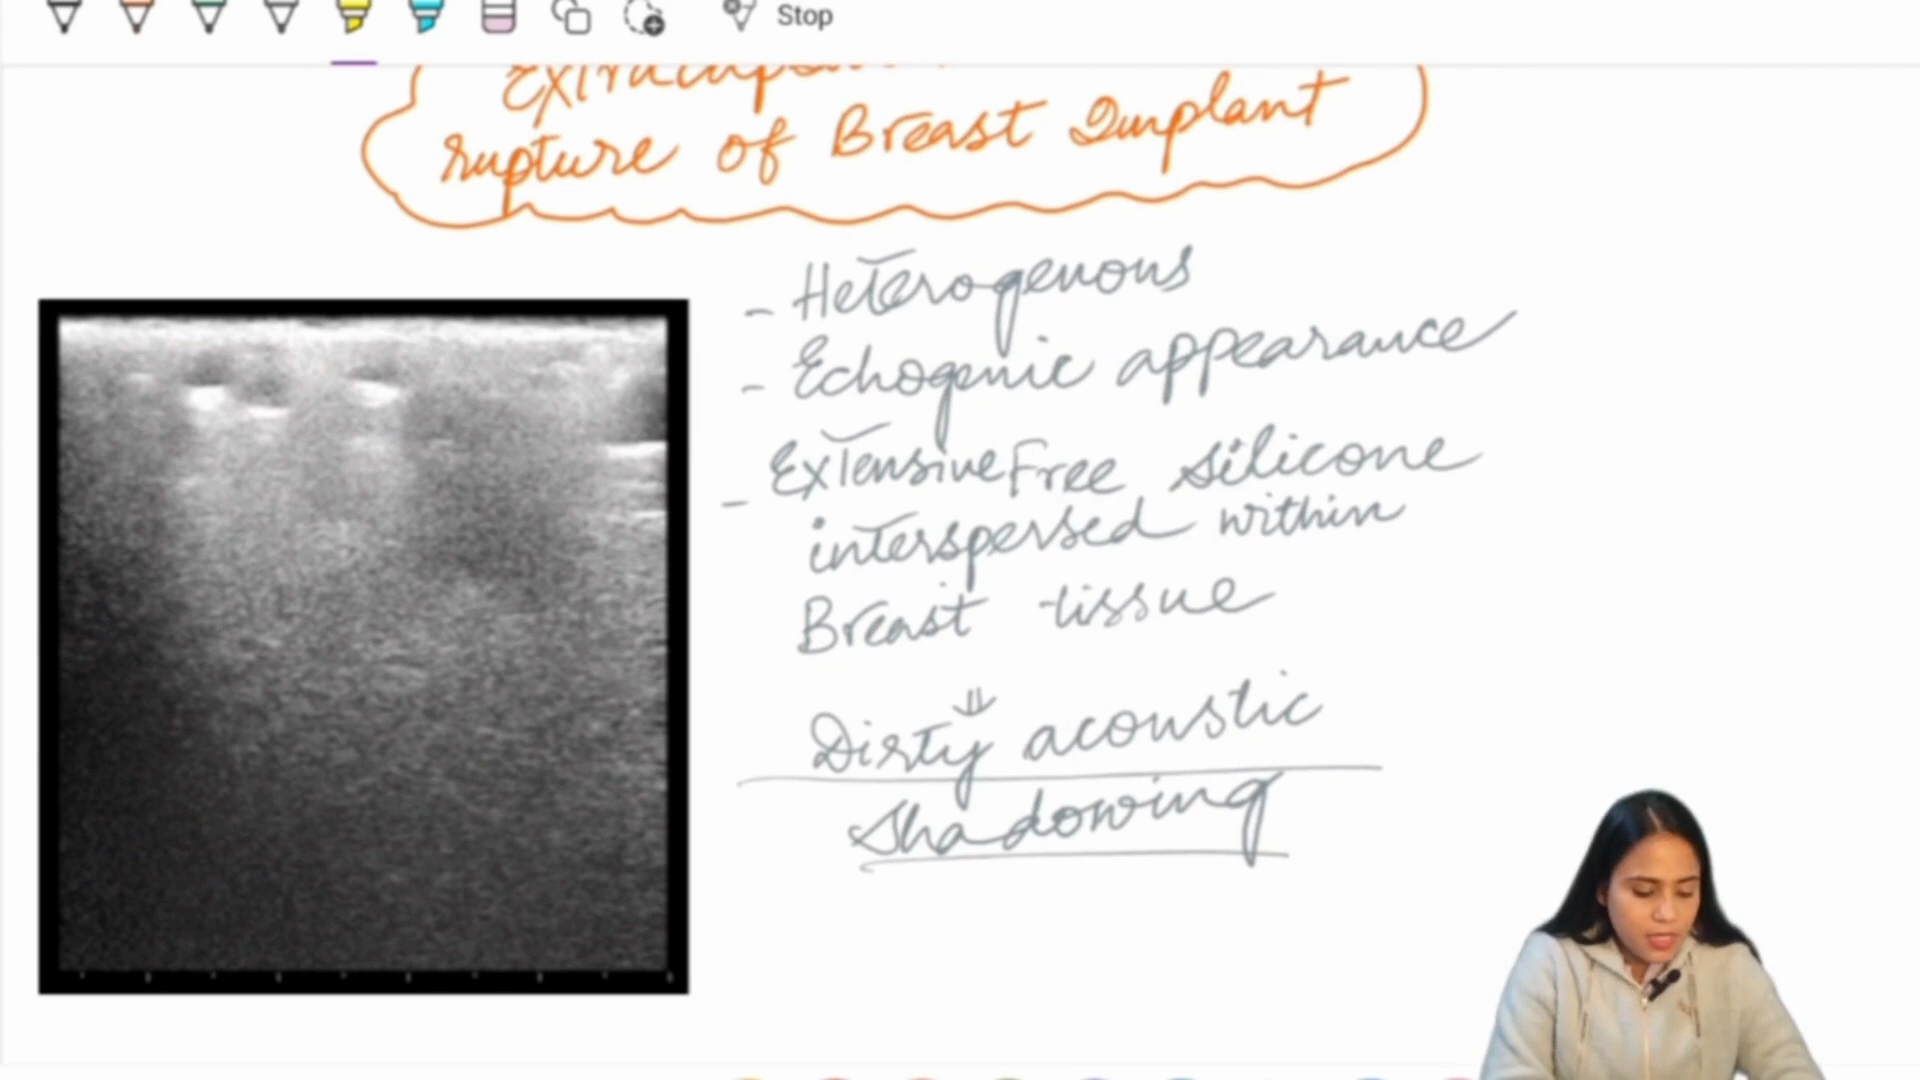 Stop
rupture of Breast Implant
- Heterogenous
- Echogenic appearance
- Extensive Free silicone
interspersed within
Breast tissue
⇓
Dirty acoustic
shadowing